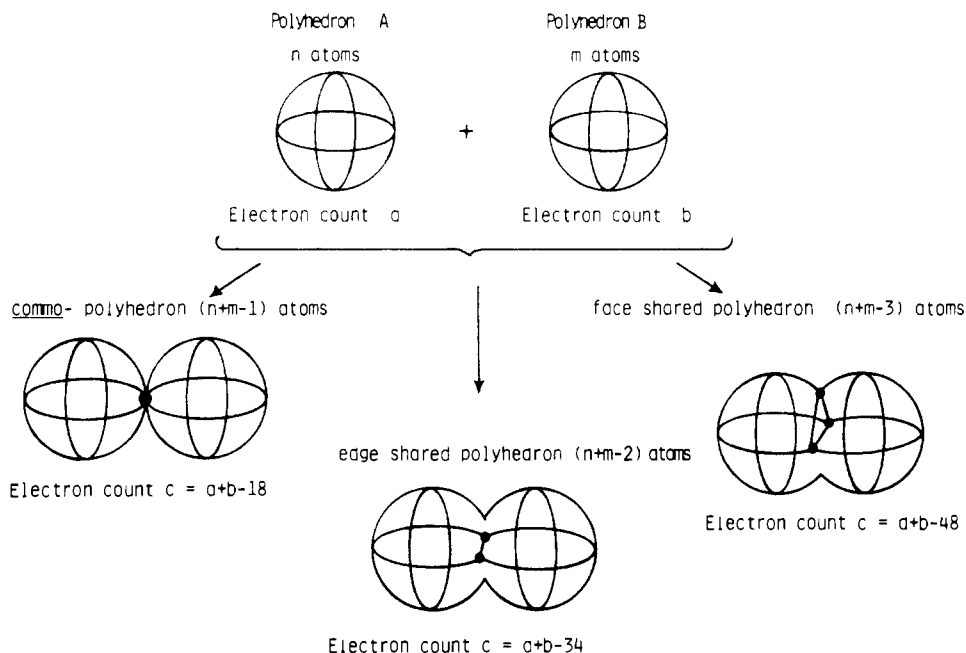 Polyhedron A
Polyhedron B
n atoms
m atoms
+
Electron count a
Electron count b
commo- polyhedron (n+m-1) atoms
face shared polyhedron (n+m-3) atoms
edge shared polyhedron (n+m-2) atoms
Electron count c = a+b-18
Electron count c = a+b-48
Electron count c = a+b-34